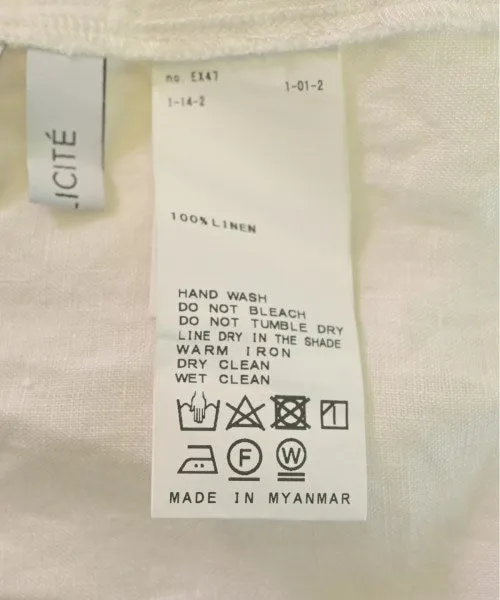 no. EX47
1-01-2
1-14-2
LICITÉ
100% LINEN
HAND WASH
DO NOT BLEACH
DO NOT TUMBLE DRY
LINE DRY IN THE SHADE
WARM IRON
DRY CLEAN
WET CLEAN
F
W
MADE IN MYANMAR